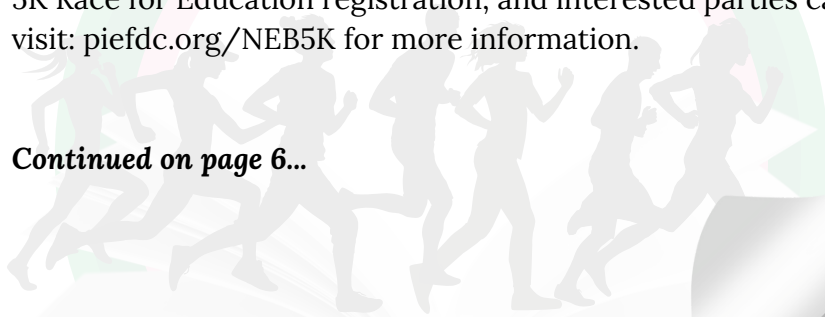 5K Race for Education registration, and interested parties
visit: piefdc.org/NEB5K for more information.
Continued on page 6...